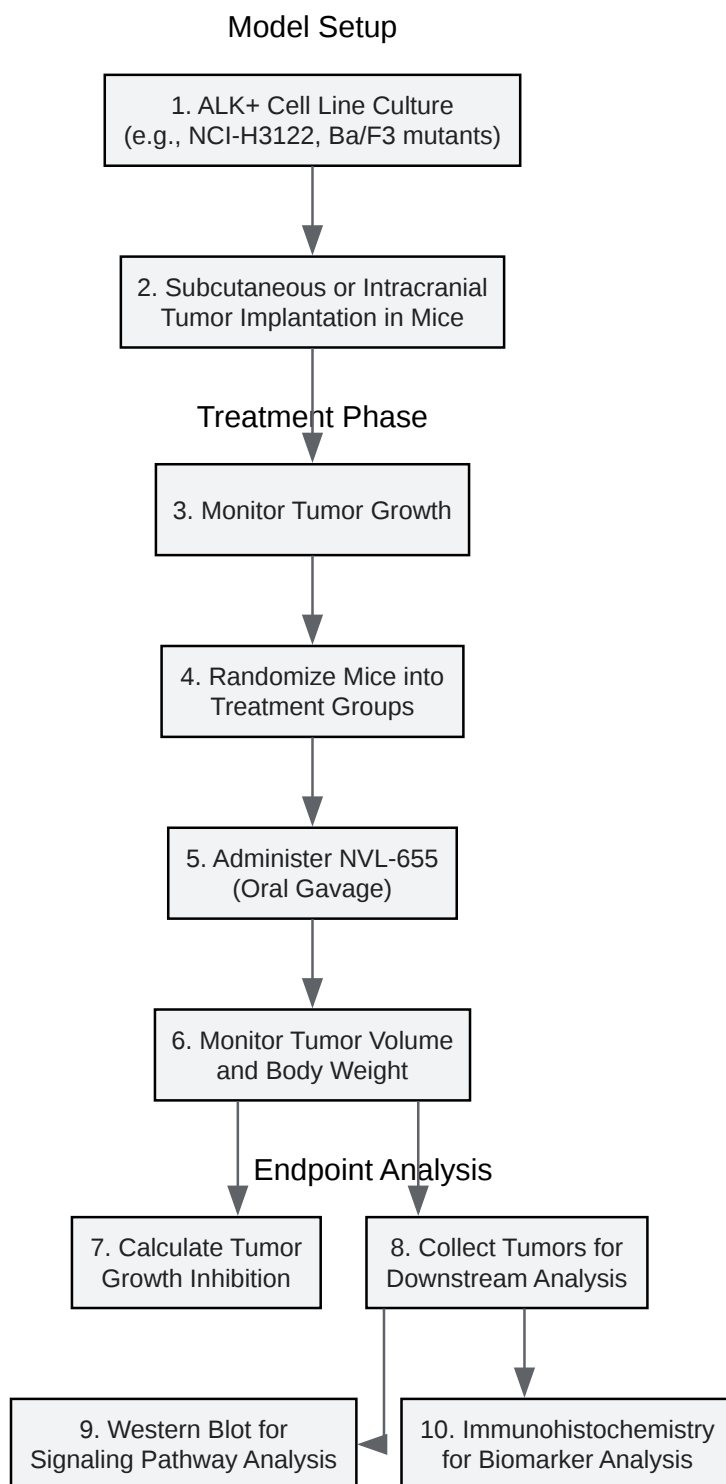 Model Setup
1. ALK+ Cell Line Culture
(e.g., NCI-H3122, Ba/F3 mutants)
2. Subcutaneous or Intracranial
Tumor Implantation in Mice
Treatment Phase
3. Monitor Tumor Growth
4. Randomize Mice into
Treatment Groups
5. Administer NVL-655
(Oral Gavage)
6. Monitor Tumor Volume
and Body Weight
Endpoint Analysis
7. Calculate Tumor
Growth Inhibition
8. Collect Tumors for
Downstream Analysis
9. Western Blot for
Signaling Pathway Analysis
10. Immunohistochemistry
for Biomarker Analysis